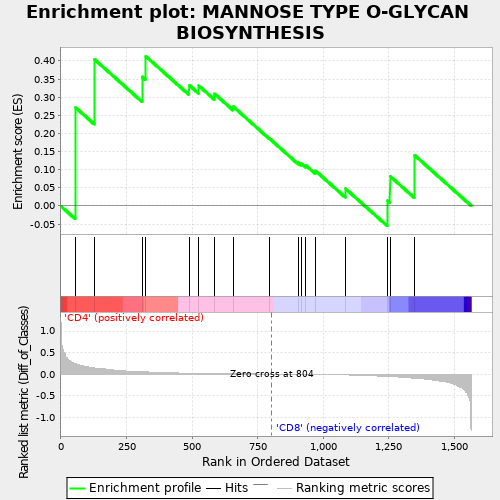 Enrichment plot: MANNOSE TYPE O-GLYCAN
BIOSYNTHESIS
Enrichment score (ES)
0.40
0.35
0.30
0.25
0.20
0.15
0.10
0.05
0.00
-0.05
'CD4' (positively correlated)
Ranked list metric (Diff_of_Classes)
1.0
0.5
0.0
-0.5
-1.0
Zero cross at 804
'CD8' (negatively correlated)
0 250 500 750 1,000 1,250 1,500
Rank in Ordered Dataset
Enrichment profile Hits Ranking metric scores